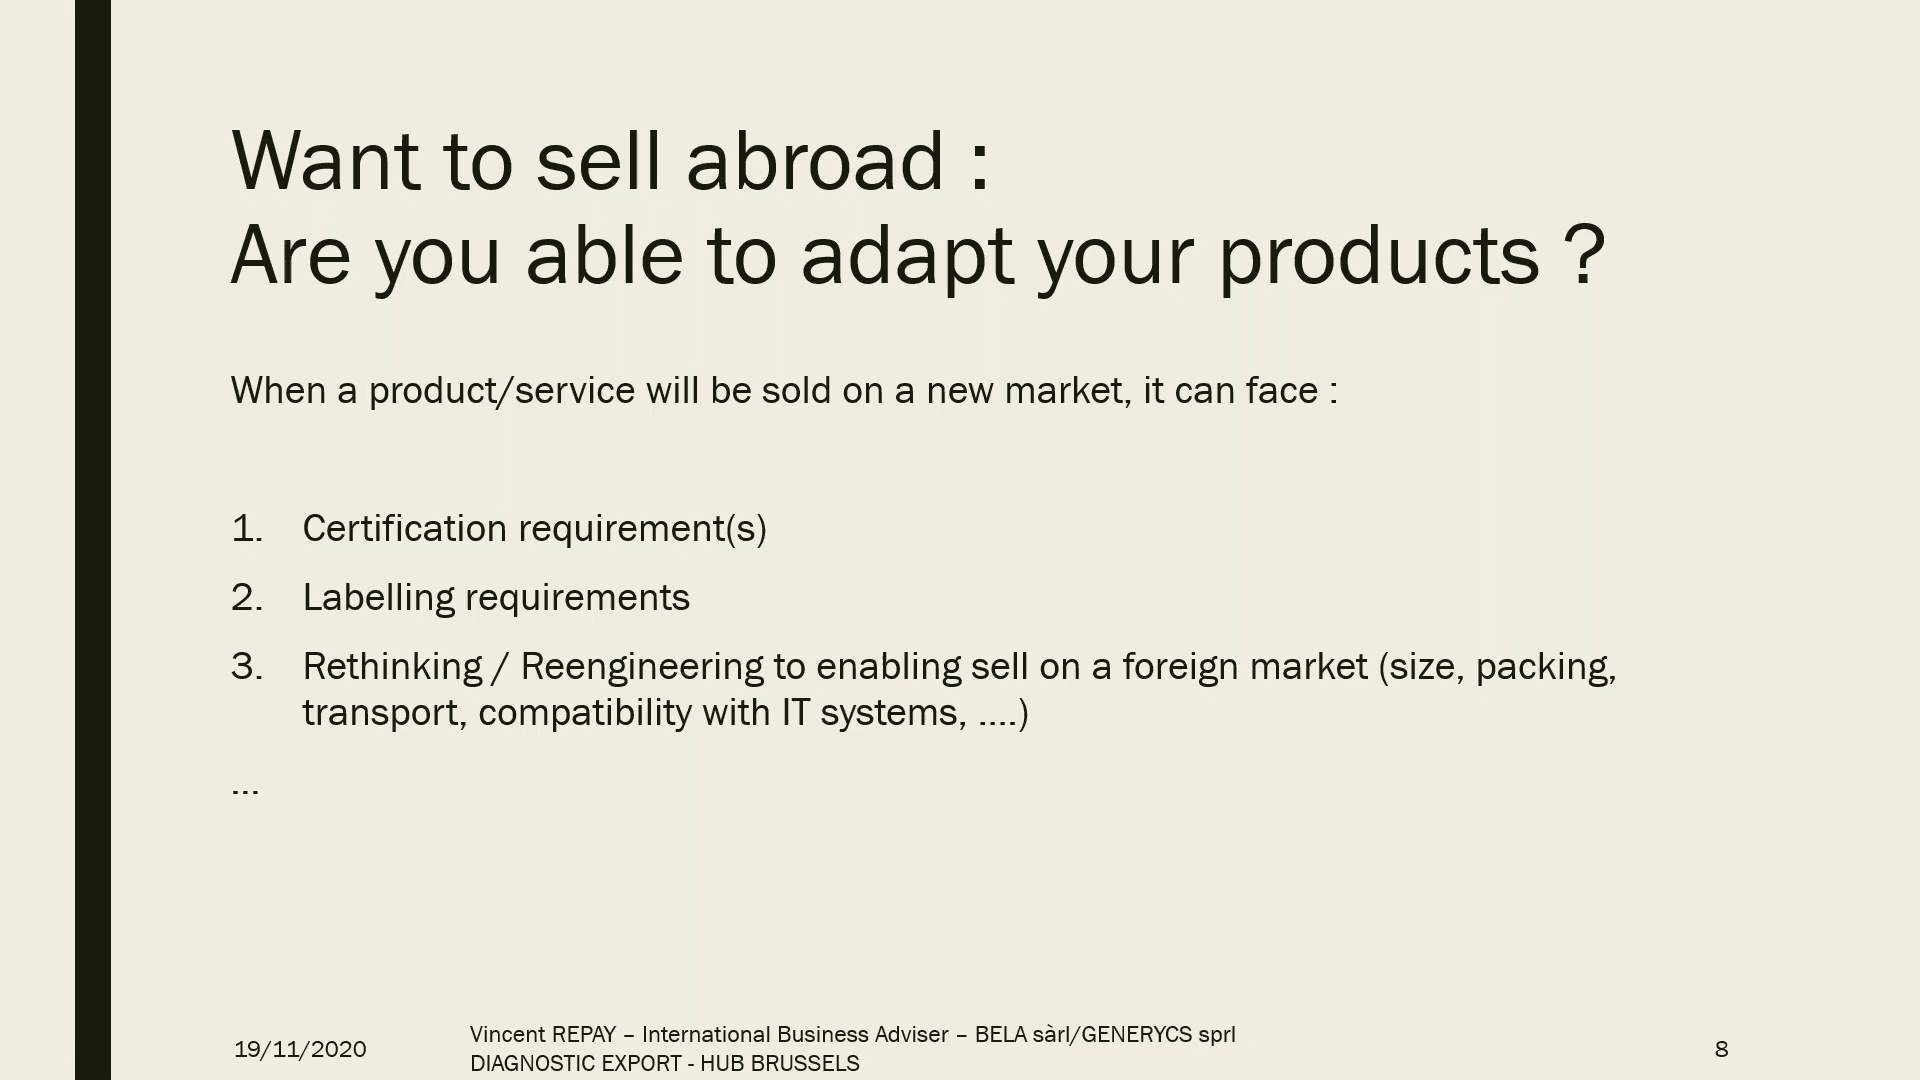 Want to sell abroad :
Are you able to adapt your products ?
When a product/service will be sold on a new market, it can face :
1. Certification requirement(s)
2. Labelling requirements
3. Rethinking / Reengineering to enabling sell on a foreign market (size, packing,
transport, compatibility with IT systems, ….)
…
19/11/2020
Vincent REPAY – International Business Adviser – BELA sàrl/GENERYCS sprl
DIAGNOSTIC EXPORT - HUB BRUSSELS
8